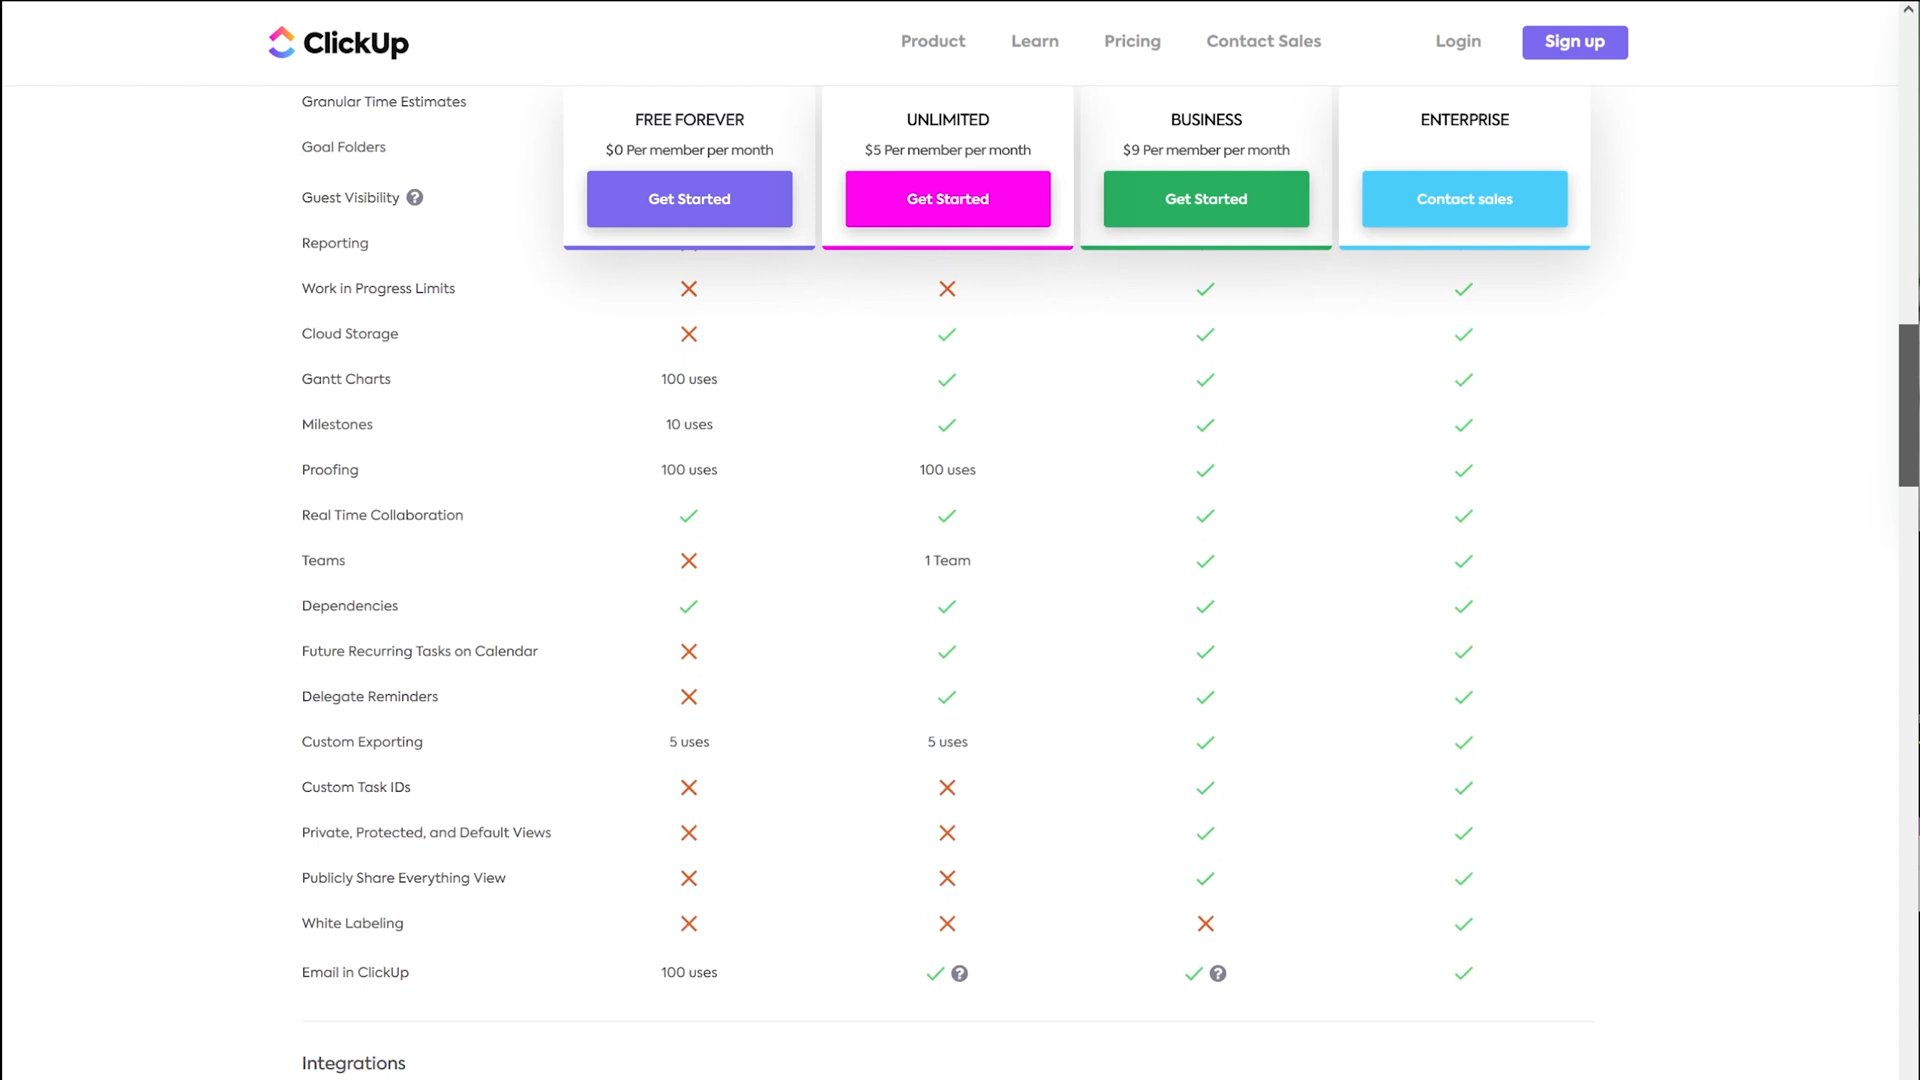 ClickUp Product Learn Pricing Contact Sales Login Sign up
Granular Time Estimates
FREE FOREVER UNLIMITED BUSINESS ENTERPRISE
Goal Folders $0 Per member per month $5 Per member per month $9 Per member per month
Guest Visibility ? Get Started Get Started Get Started Contact sales
Reporting
Work in Progress Limits
Cloud Storage
Gantt Charts 100 uses
Milestones 10 uses
Proofing 100 uses 100 uses
Real Time Collaboration
Teams 1 Team
Dependencies
Future Recurring Tasks on Calendar
Delegate Reminders
Custom Exporting 5 uses 5 uses
Custom Task IDs
Private, Protected, and Default Views
Publicly Share Everything View
White Labeling
Email in ClickUp 100 uses ? ?
Integrations